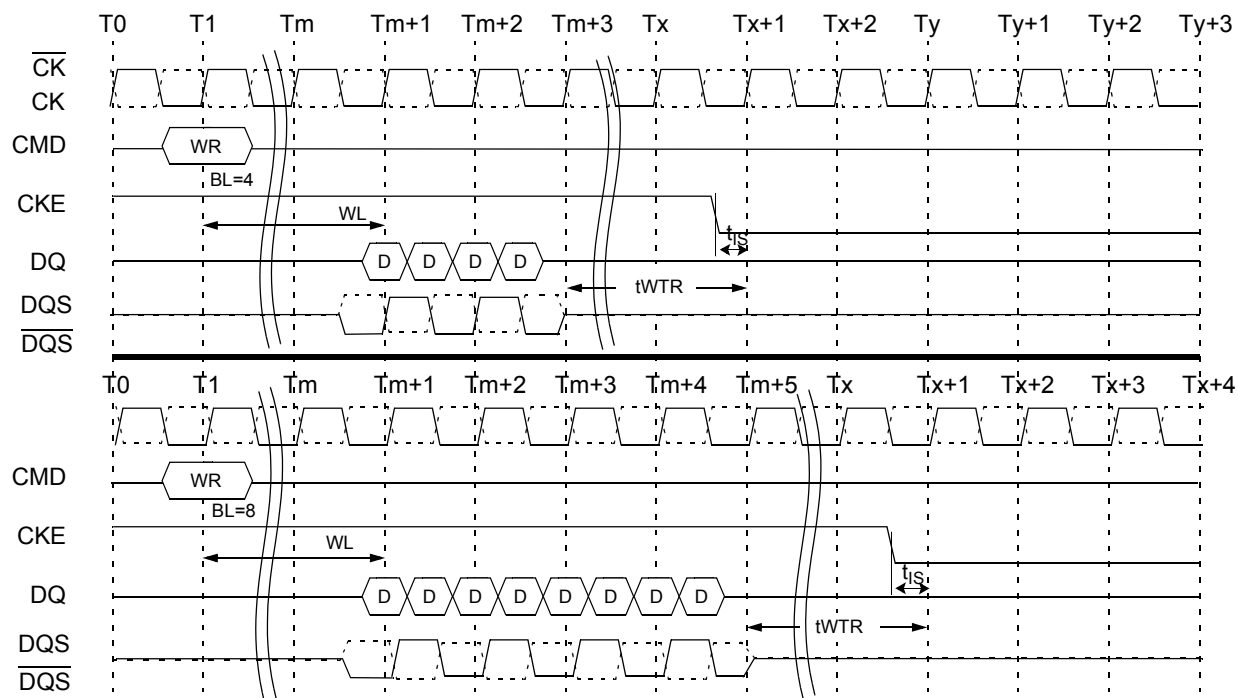 T0 T1 Tm Tm+1 Tm+2 Tm+3 Tx Tx+1 Tx+2 Ty Ty+1 Ty+2 Ty+3
CK
CK
CMD WR
BL=4
CKE
WL
tIS
DQ D D D D
tWTR
DQS
DQS
T0 T1 Tm Tm+1 Tm+2 Tm+3 Tm+4 Tm+5 Tx Tx+1 Tx+2 Tx+3 Tx+4
CMD WR
BL=8
CKE
WL
tIS
DQ D D D D D D D D
tWTR
DQS
DQS